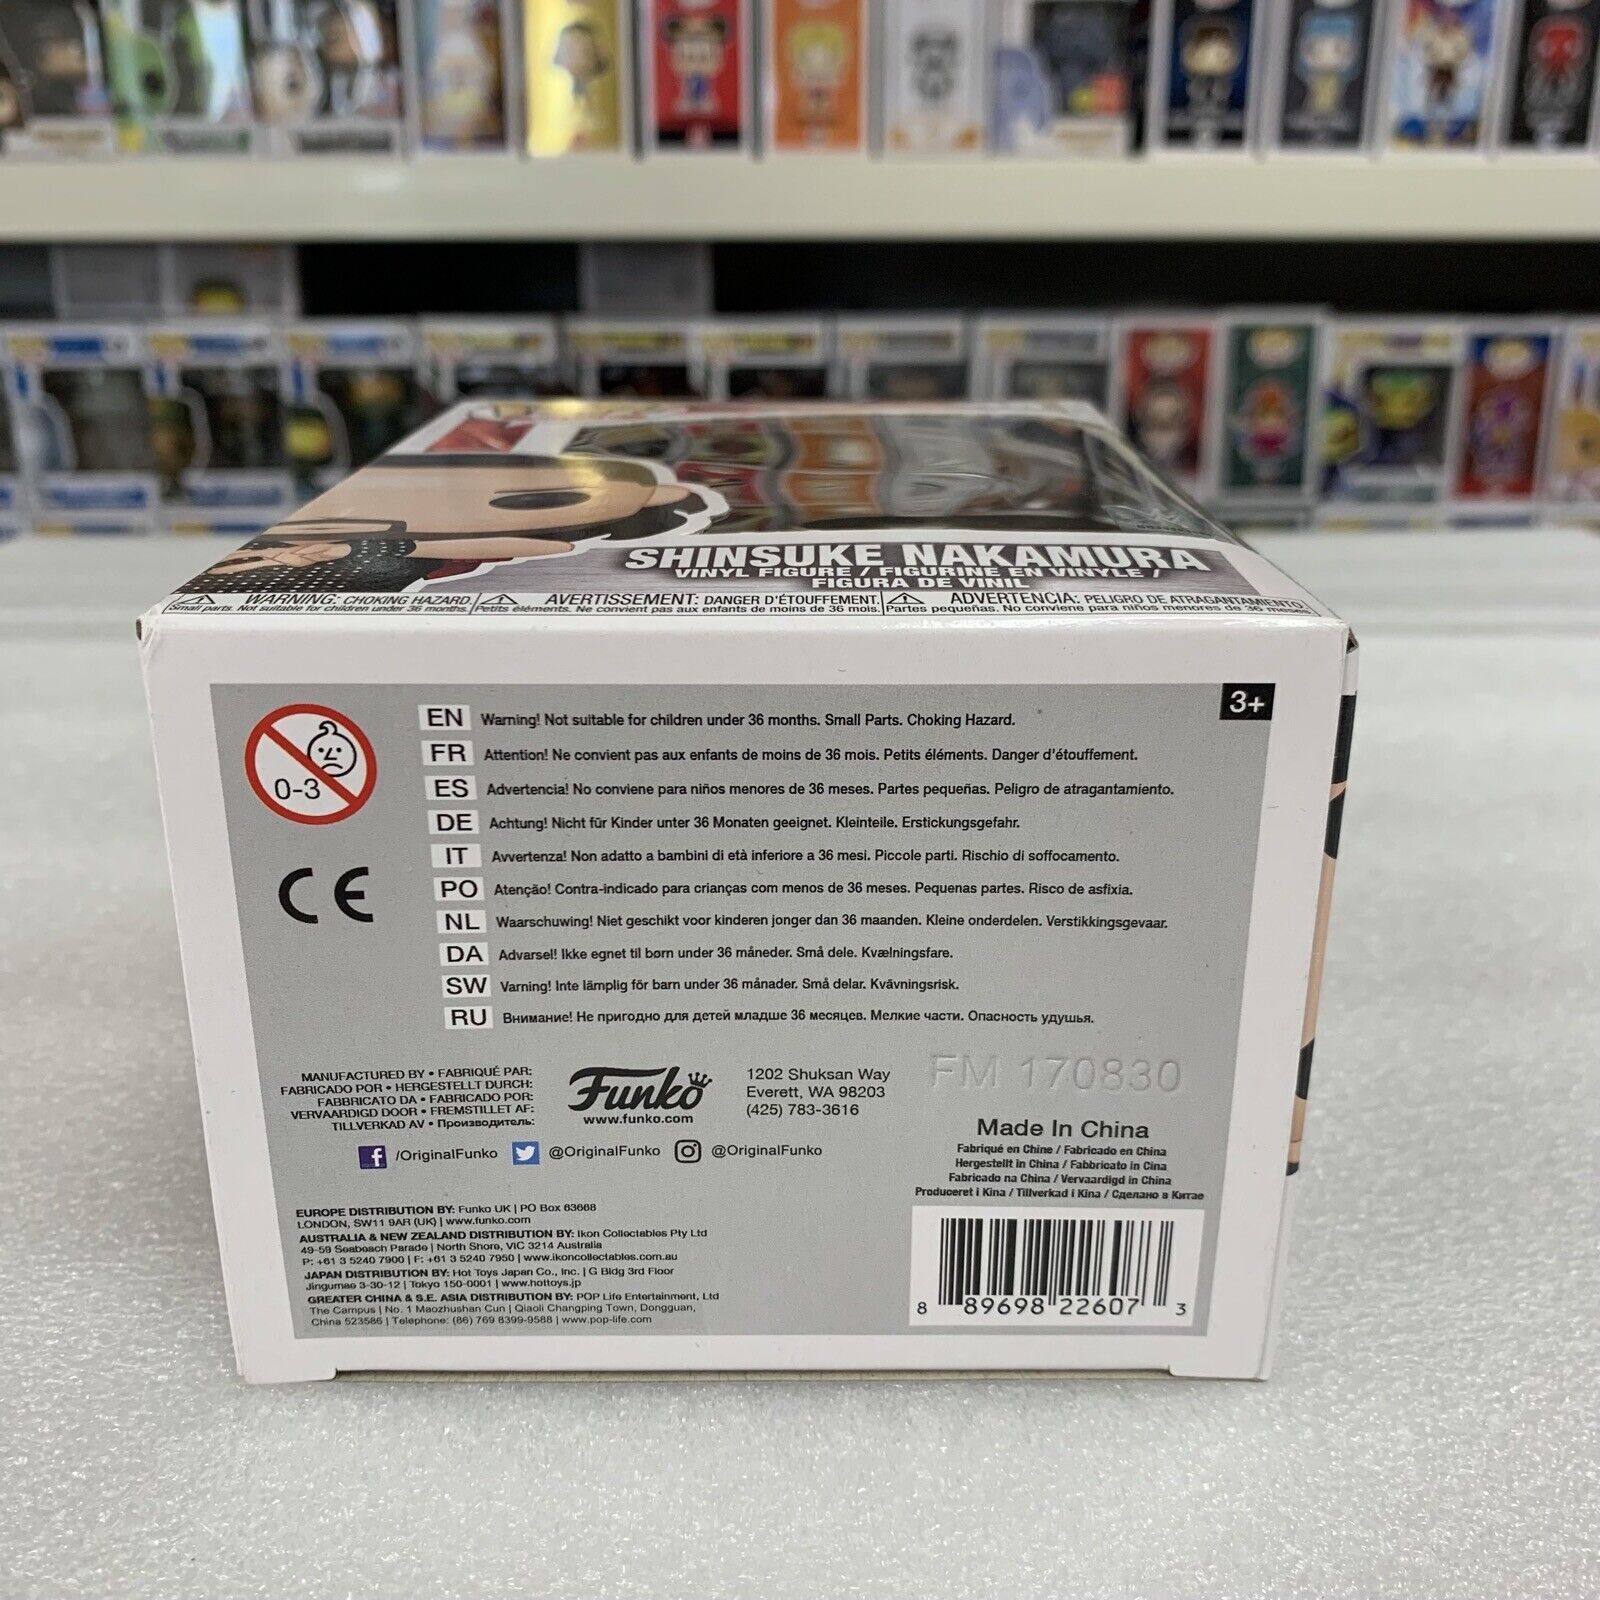 SHINSUKE NAKAMURA
VINYL FIGURE / FIGURINE EN VINYLE /
FIGURA DE VINIL
WARNING: CHOKING HAZARD.
Small parts. Not suitable for children under 36 months.
AVERTISSEMENT: DANGER D'ÉTOUFFEMENT.
Petits éléments. Ne convient pas aux enfants de moins de 36 mois.
ADVERTENCIA: PELIGRO DE ATRAGANTAMIENTO.
Partes pequeñas. No conviene para niños menores de 36 meses.
3+
0-3
CE
EN Warning! Not suitable for children under 36 months. Small Parts. Choking Hazard.
FR Attention! Ne convient pas aux enfants de moins de 36 mois. Petits éléments. Danger d'étouffement.
ES Advertencia! No conviene para niños menores de 36 meses. Partes pequeñas. Peligro de atragantamiento.
DE Achtung! Nicht für Kinder unter 36 Monaten geeignet. Kleinteile. Erstickungsgefahr.
IT Avvertenza! Non adatto a bambini di età inferiore a 36 mesi. Piccole parti. Rischio di soffocamento.
PO Atenção! Contra-indicado para crianças com menos de 36 meses. Pequenas partes. Risco de asfixia.
NL Waarschuwing! Niet geschikt voor kinderen jonger dan 36 maanden. Kleine onderdelen. Verstikkingsgevaar.
DA Advarsel! Ikke egnet til børn under 36 måneder. Små dele. Kvælningsfare.
SW Varning! Inte lämplig för barn under 36 månader. Små delar. Kvävningsrisk.
RU Внимание! Не пригодно для детей младше 36 месяцев. Мелкие части. Опасность удушья.
MANUFACTURED BY • FABRIQUÉ PAR:
FABRICADO POR • HERGESTELLT DURCH:
FABBRICATO DA • FABRICADO POR:
VERVAARDIGD DOOR • FREMSTILLET AF:
TILLVERKAD AV • Производитель:
Funko
www.funko.com
1202 Shuksan Way
Everett, WA 98203
(425) 783-3616
FM 170830
/OriginalFunko @OriginalFunko @OriginalFunko
Made In China
Fabriqué en Chine / Fabricado en China
Hergestellt in China / Fabbricato in Cina
Fabricado na China / Vervaardigd in China
Produceret i Kina / Tillverkad i Kina / Сделано в Китае
EUROPE DISTRIBUTION BY: Funko UK | PO Box 63668
LONDON, SW11 9AR (UK) | www.funko.com
AUSTRALIA & NEW ZEALAND DISTRIBUTION BY: Ikon Collectables Pty Ltd
49-59 Seabeach Parade | North Shore, VIC 3214 Australia
P: +61 3 5240 7900 | F: +61 3 5240 7950 | www.ikoncollectables.com.au
JAPAN DISTRIBUTION BY: Hot Toys Japan Co., Inc. | G Bldg 3rd Floor
Jingumae 3-30-12 | Tokyo 150-0001 | www.hottoys.jp
GREATER CHINA & S.E. ASIA DISTRIBUTION BY: POP Life Entertainment, Ltd
The Campus | No. 1 Maozhushan Cun | Qiaoli Changping Town, Dongguan,
China 523586 | Telephone: (86) 769 8399-9588 | www.pop-life.com
8 89698 22607 3